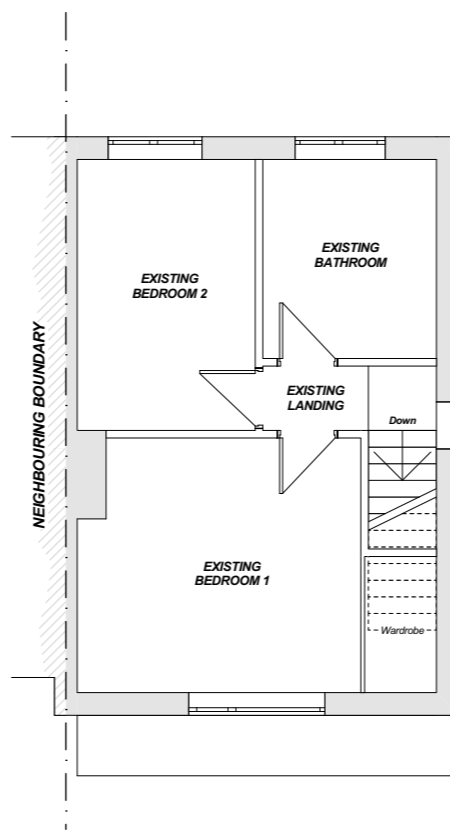 EXISTING
BATHROOM
EXISTING
BEDROOM 2
NEIGHBOURING BOUNDARY
EXISTING
LANDING
Down
EXISTING
BEDROOM 1
Wardrobe